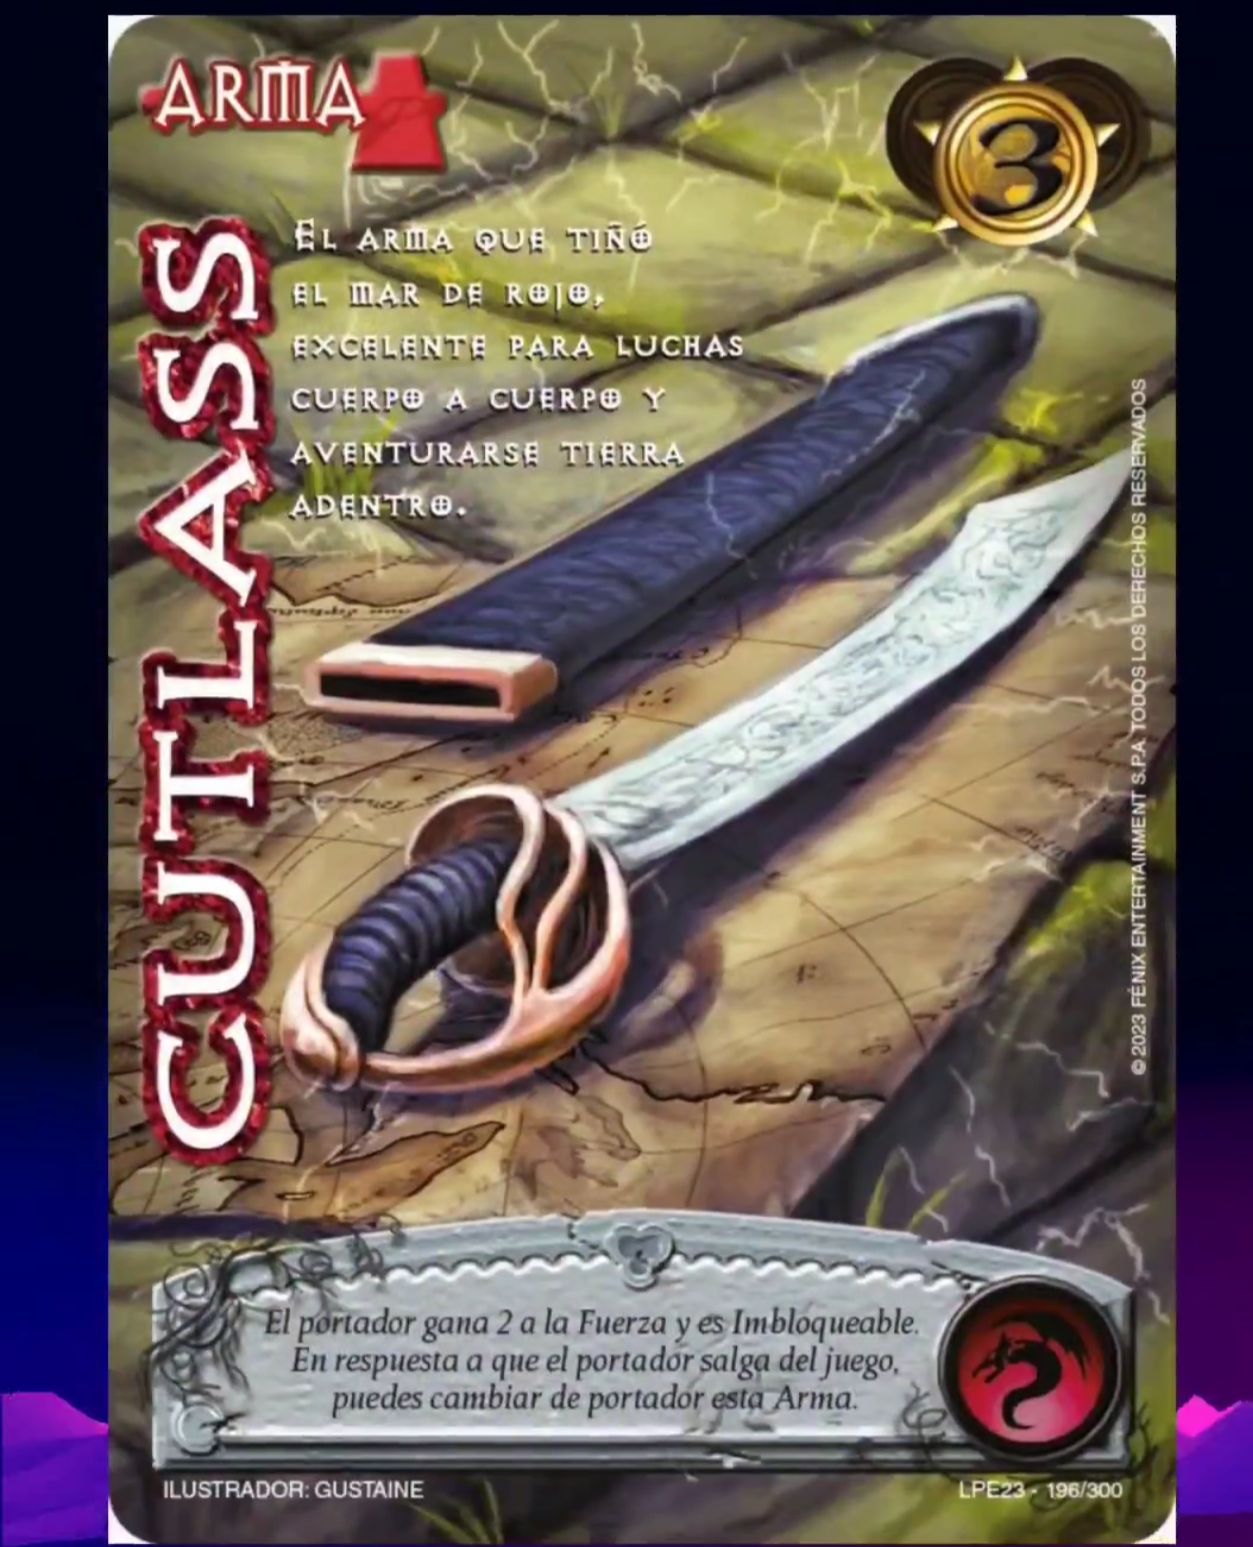 ARMA
3
CUTLASS
El arma que tiñó
el mar de rojo,
excelente para luchas
cuerpo a cuerpo y
aventurarse tierra
adentro.
© 2023 FÉNIX ENTERTAINMENT S.P.A. TODOS LOS DERECHOS RESERVADOS
El portador gana 2 a la Fuerza y es Imbloqueable.
En respuesta a que el portador salga del juego,
puedes cambiar de portador esta Arma.
ILUSTRADOR: GUSTAINE
LPE23 - 196/300